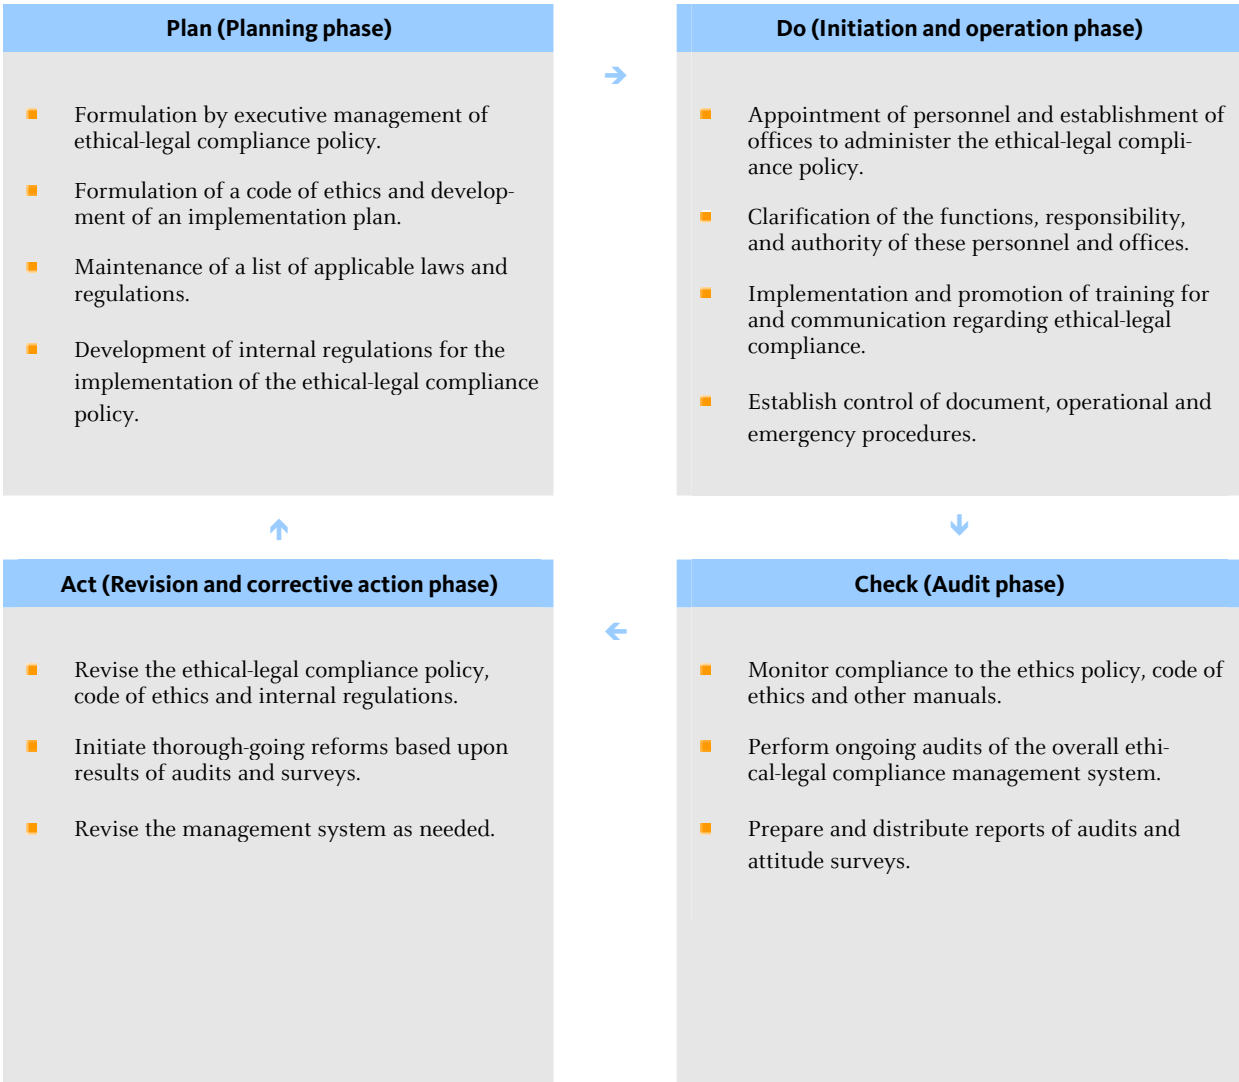 Plan (Planning phase)
Formulation by executive management of
ethical-legal compliance policy.
Formulation of a code of ethics and develop-
ment of an implementation plan.
Maintenance of a list of applicable laws and
regulations.
Development of internal regulations for the
implementation of the ethical-legal compliance
policy.
Do (Initiation and operation phase)
Appointment of personnel and establishment of
offices to administer the ethical-legal compli-
ance policy.
Clarification of the functions, responsibility,
and authority of these personnel and offices.
Implementation and promotion of training for
and communication regarding ethical-legal
compliance.
Establish control of document, operational and
emergency procedures.
Act (Revision and corrective action phase)
Revise the ethical-legal compliance policy,
code of ethics and internal regulations.
Initiate thorough-going reforms based upon
results of audits and surveys.
Revise the management system as needed.
Check (Audit phase)
Monitor compliance to the ethics policy, code of
ethics and other manuals.
Perform ongoing audits of the overall ethi-
cal-legal compliance management system.
Prepare and distribute reports of audits and
attitude surveys.